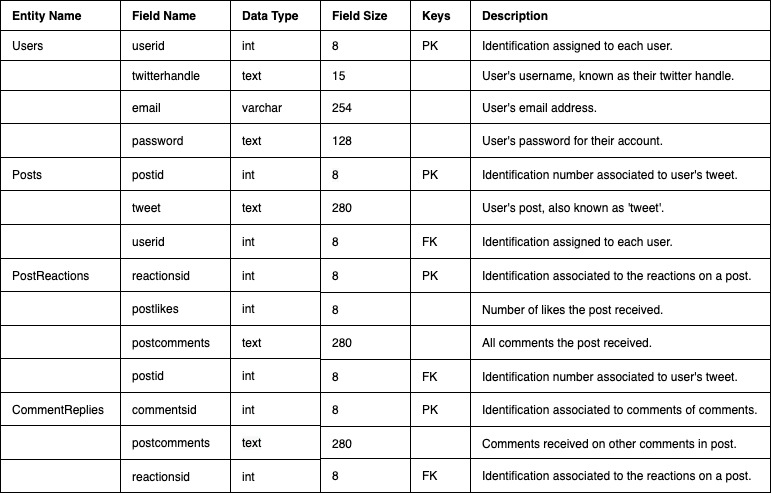 Entity Name Field Name Data Type Field Size Keys Description
Users userid int 8 PK Identification assigned to each user.
twitterhandle text 15 User's username, known as their twitter handle.
email varchar 254 User's email address.
password text 128 User's password for their account.
Posts postid int 8 PK Identification number associated to user's tweet.
tweet text 280 User's post, also known as 'tweet'.
userid int 8 FK Identification assigned to each user.
PostReactions reactionsid int 8 PK Identification associated to the reactions on a post.
postlikes int 8 Number of likes the post received.
postcomments text 280 All comments the post received.
postid int 8 FK Identification number associated to user's tweet.
CommentReplies commentsid int 8 PK Identification associated to comments of comments.
postcomments text 280 Comments received on other comments in post.
reactionsid int 8 FK Identification associated to the reactions on a post.